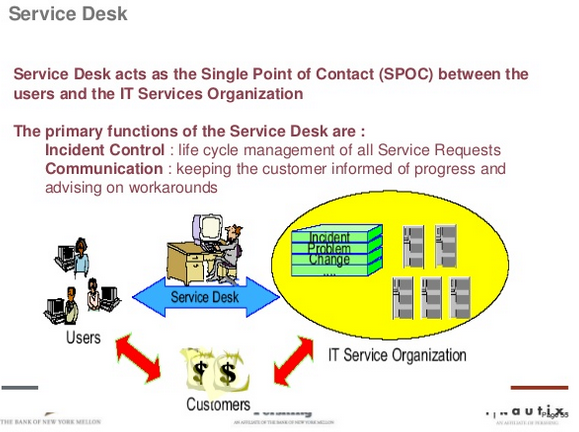 Service Desk
Service Desk acts as the Single Point of Contact (SPOC) between the
users and the IT Services Organization
The primary functions of the Service Desk are :
Incident Control : life cycle management of all Service Requests
Communication : keeping the customer informed of progress and
advising on workarounds
Incident
Problem
Change
....
Service Desk
Users
IT Service Organization
$ $
Customers
Page 55
THE BANK OF NEW YORK MELLON